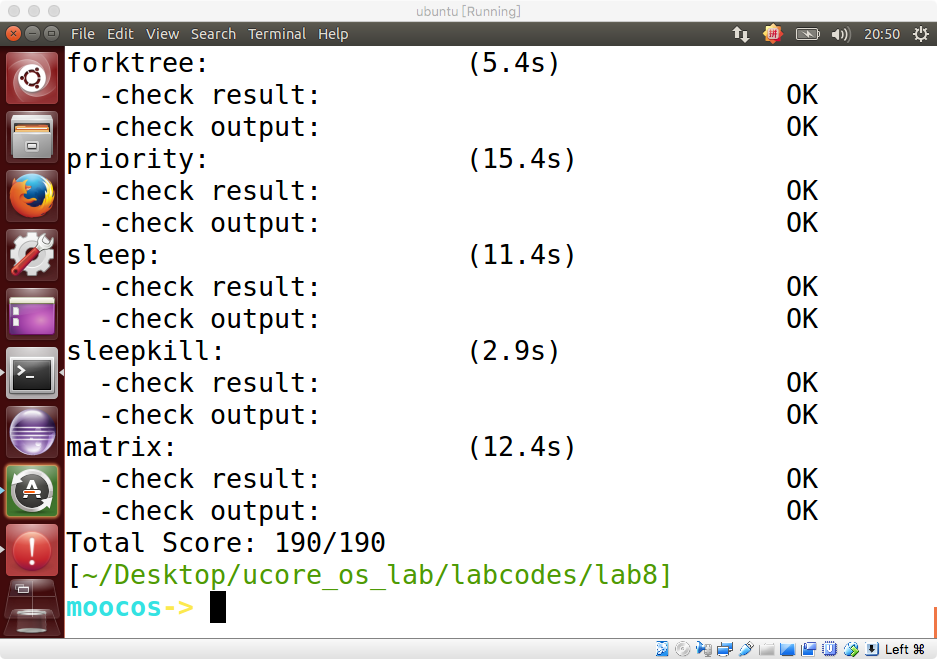 ubuntu [Running]
File Edit View Search Terminal Help 20:50
forktree: (5.4s)
-check result: OK
-check output: OK
priority: (15.4s)
-check result: OK
-check output: OK
sleep: (11.4s)
-check result: OK
-check output: OK
sleepkill: (2.9s)
-check result: OK
-check output: OK
matrix: (12.4s)
-check result: OK
-check output: OK
Total Score: 190/190
[~/Desktop/ucore_os_lab/labcodes/lab8]
moocos->
Left ⌘